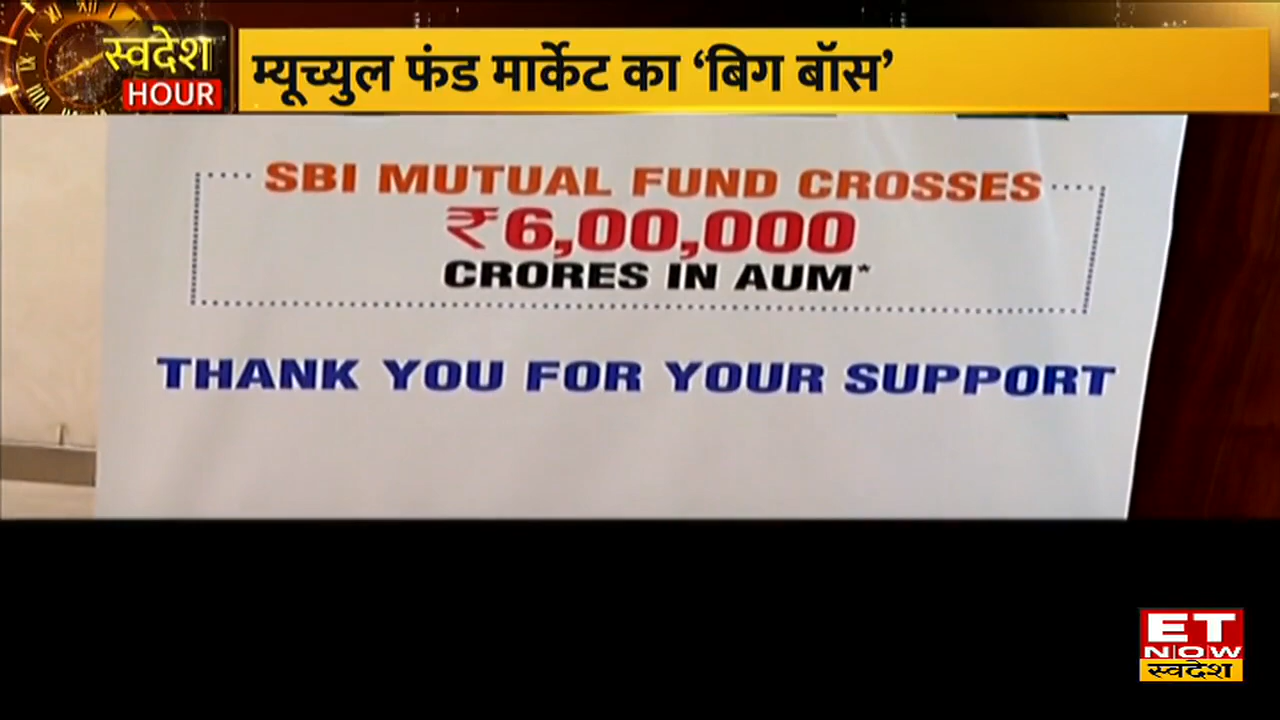 स्वदेश
HOUR
म्यूच्युल फंड मार्केट का ‘बिग बॉस’
SBI MUTUAL FUND CROSSES
₹6,00,000
CRORES IN AUM*
THANK YOU FOR YOUR SUPPORT
ET
NOW
स्वदेश